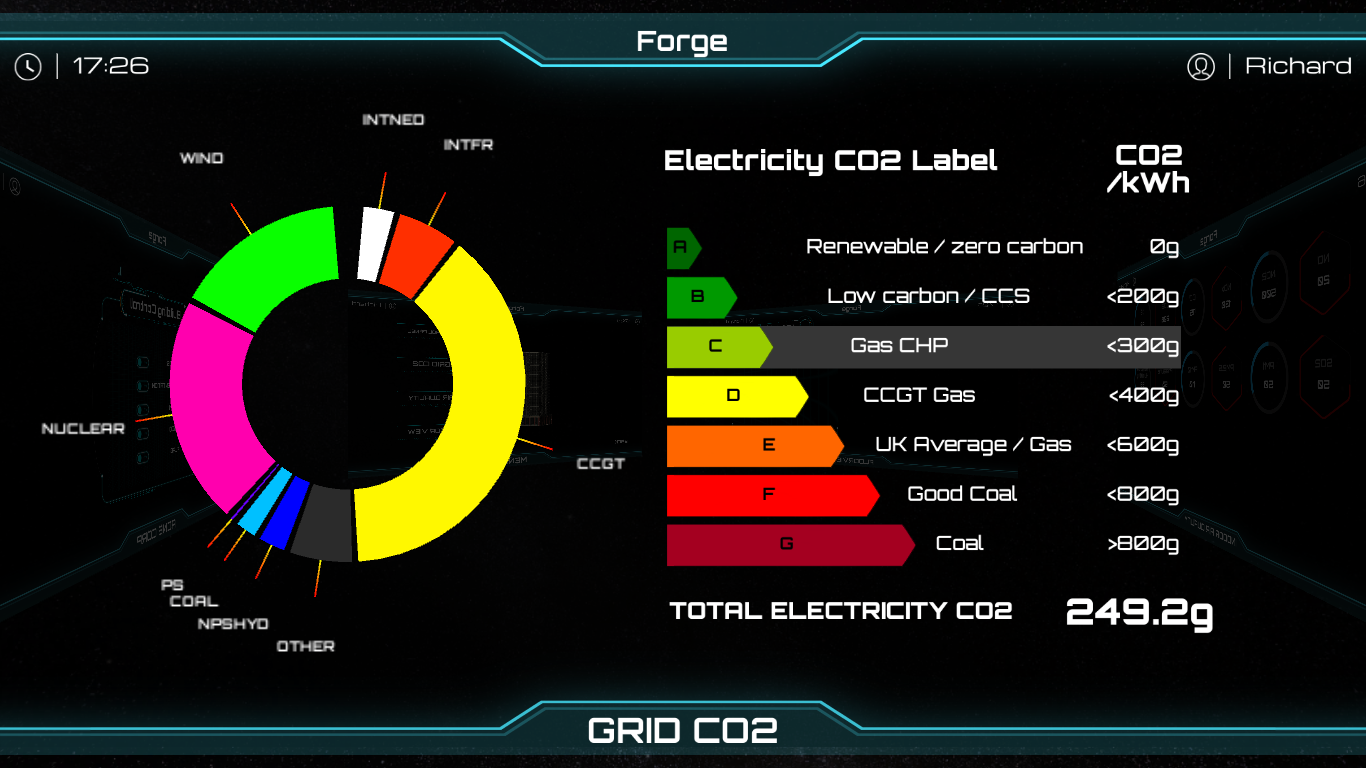 Forge
17:26
Richard
INTNED
INTFR
WIND
NUCLEAR
CCGT
PS
COAL
NPSHYD
OTHER
Electricity CO2 Label
CO2
/kWh
A Renewable / zero carbon 0g
B Low carbon / CCS <200g
C Gas CHP <300g
D CCGT Gas <400g
E UK Average / Gas <600g
F Good Coal <800g
G Coal >800g
TOTAL ELECTRICITY CO2 249.2g
GRID CO2